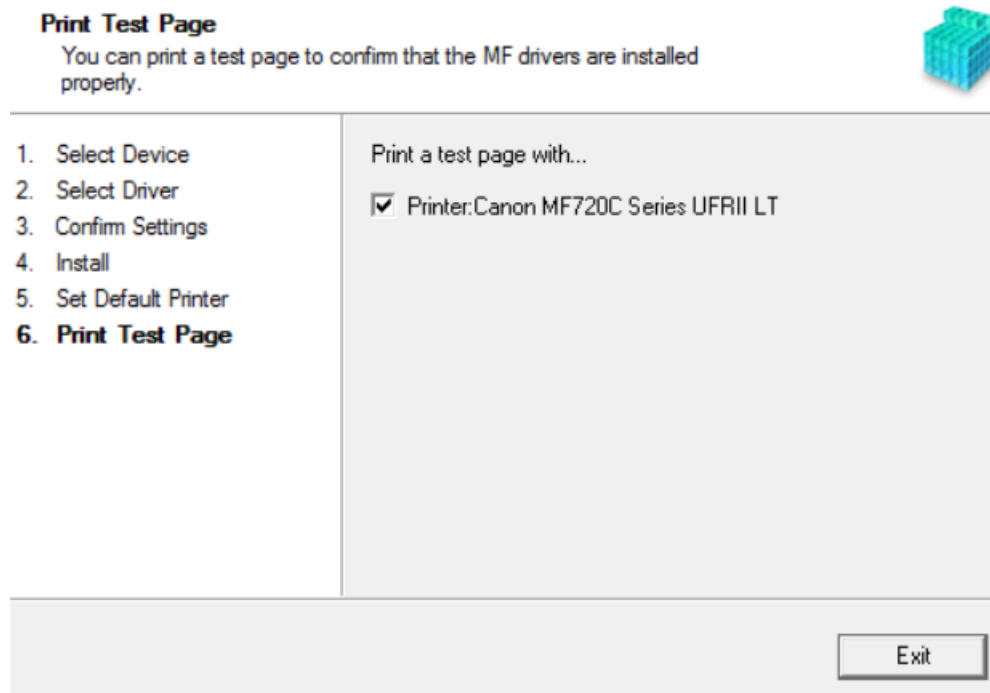 Print Test Page
You can print a test page to confirm that the MF drivers are installed
properly.
1. Select Device
2. Select Driver
3. Confirm Settings
4. Install
5. Set Default Printer
6. Print Test Page
Print a test page with...
Printer:Canon MF720C Series UFRII LT
Exit